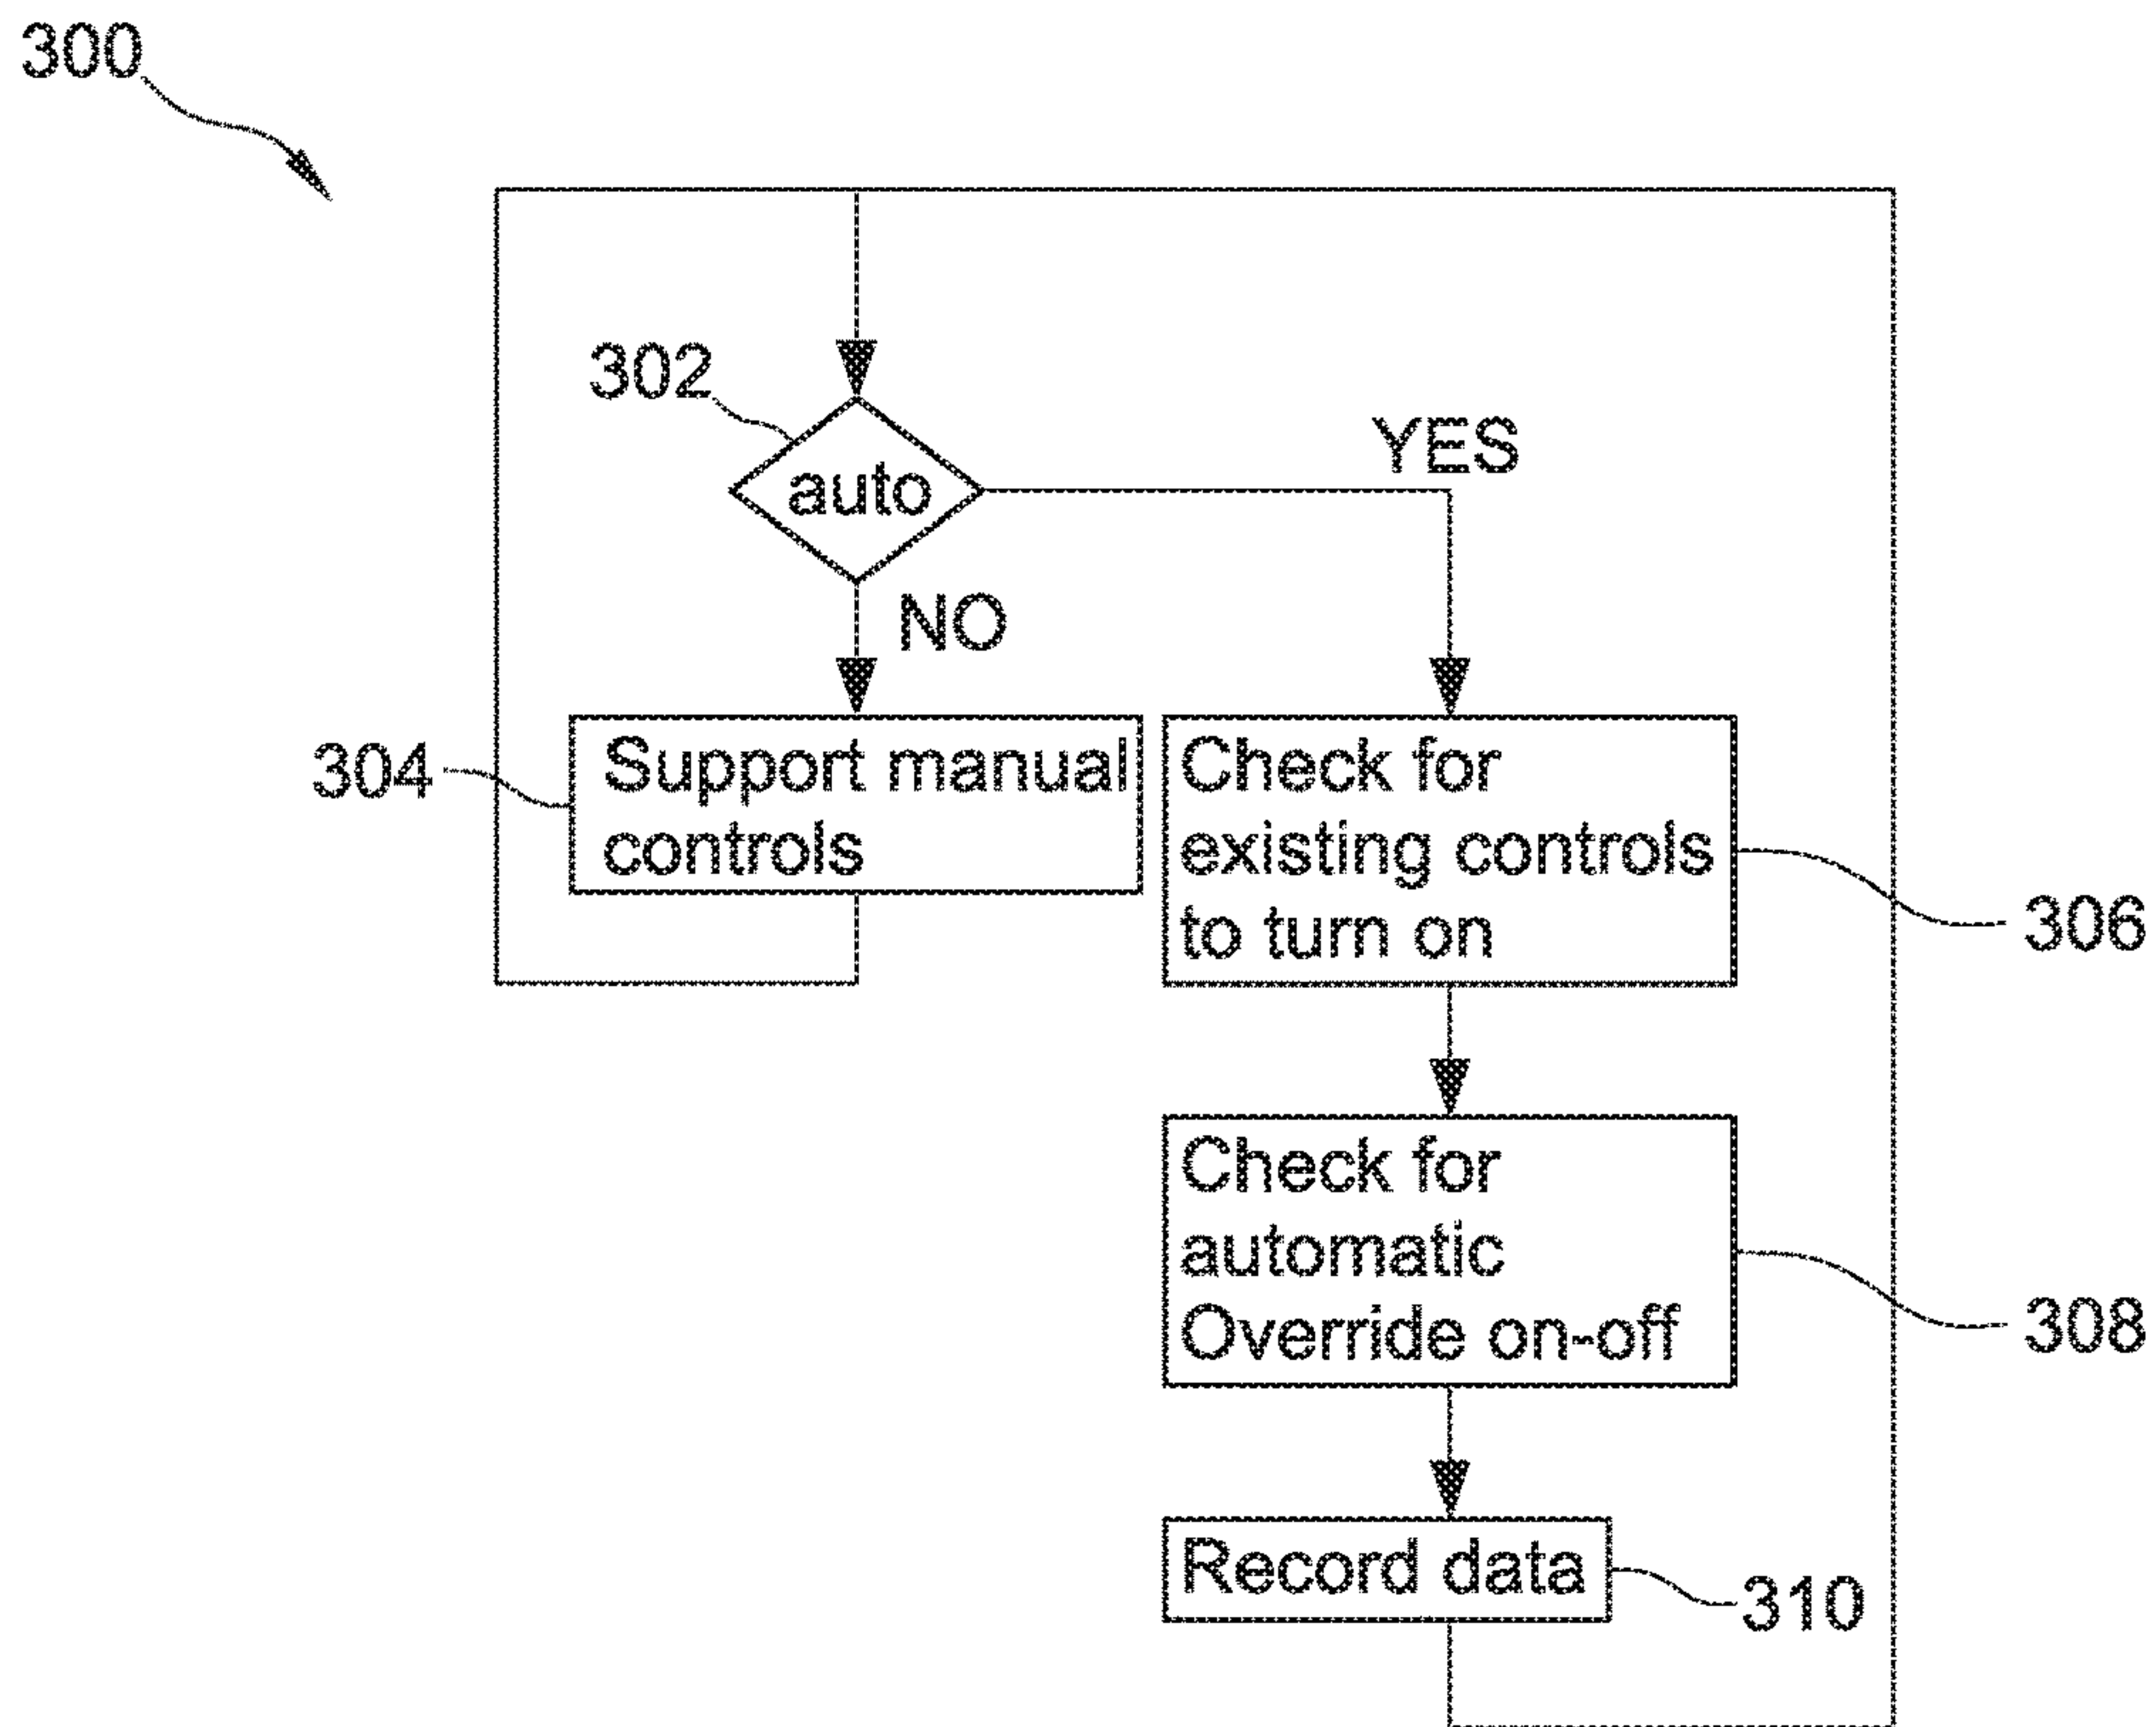 300
302
auto
YES
NO
304
Support manual
controls
Check for
existing controls
to turn on
306
Check for
automatic
Override on-off
308
Record data
310